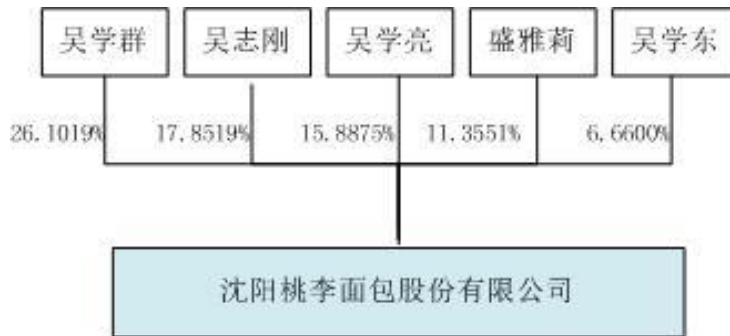 吴学群 吴志刚 吴学亮 盛雅莉 吴学东
26.1019% 17.8519% 15.8875% 11.3551% 6.6600%
沈阳桃李面包股份有限公司